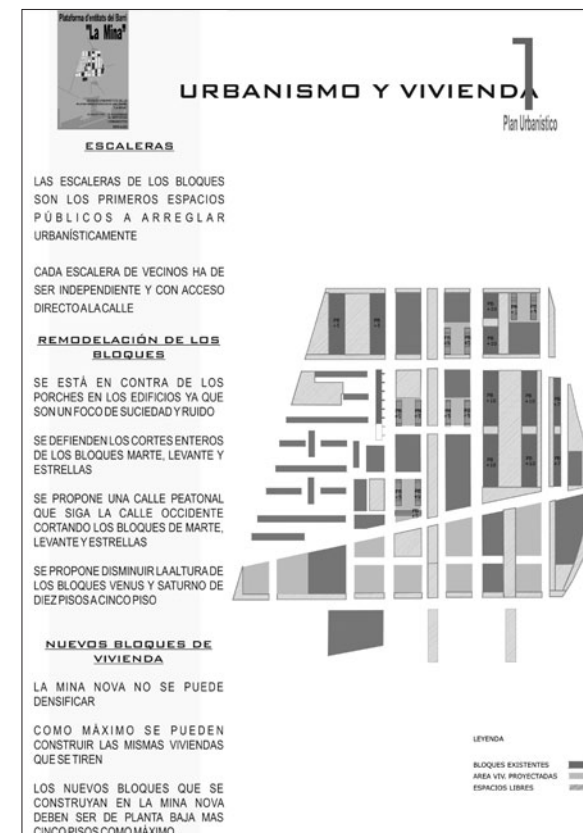 Plataforma d'entitats del Barri
"La Mina"
1
URBANISMO Y VIVIENDA
Plan Urbanístico
ESCALERAS
LAS ESCALERAS DE LOS BLOQUES
SON LOS PRIMEROS ESPACIOS
PÚBLICOS A ARREGLAR
URBANÍSTICAMENTE
CADA ESCALERA DE VECINOS HA DE
SER INDEPENDIENTE Y CON ACCESO
DIRECTOALACALLE
REMODELACIÓN DE LOS
BLOQUES
SE ESTÁ EN CONTRA DE LOS
PORCHES EN LOS EDIFICIOS YA QUE
SON UN FOCO DE SUCIEDAD Y RUIDO
SE DEFIENDEN LOS CORTES ENTEROS
DE LOS BLOQUES MARTE, LEVANTE Y
ESTRELLAS
SE PROPONE UNA CALLE PEATONAL
QUE SIGA LA CALLE OCCIDENTE
CORTANDO LOS BLOQUES DE MARTE,
LEVANTE Y ESTRELLAS
SE PROPONE DISMINUIR LA ALTURA DE
LOS BLOQUES VENUS Y SATURNO DE
DIEZ PISOS A CINCO PISO
NUEVOS BLOQUES DE
VIVIENDA
LA MINA NOVA NO SE PUEDE
DENSIFICAR
COMO MÀXIMO SE PUEDEN
CONSTRUIR LAS MISMAS VIVIENDAS
QUE SE TIREN
LOS NUEVOS BLOQUES QUE SE
CONSTRUYAN EN LA MINA NOVA
DEBEN SER DE PLANTA BAJA MAS
CINCO PISOS COMO MÁXIMO
LEYENDA
BLOQUES EXISTENTES
AREA VIV. PROYECTADAS
ESPACIOS LIBRES